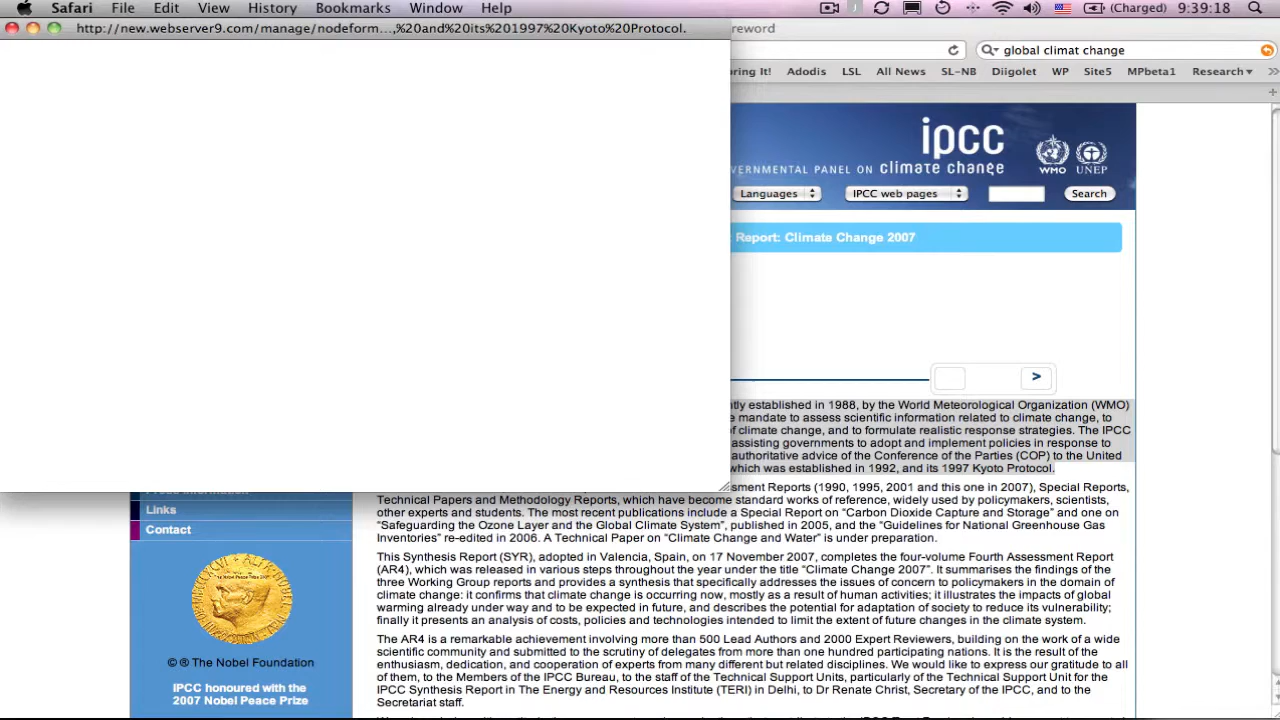 Safari File Edit View History Bookmarks Window Help (Charged) 9:39:18
http://new.webserver9.com/manage/nodeform...,%20and%20its%201997%20Kyoto%20Protocol.
reword
global climat change
ring It! Adodis LSL All News SL-NB Diigolet WP Site5 MPbeta1 Research
ipcc
VERNMENTAL PANEL ON climate change
WMO UNEP
Languages IPCC web pages Search
Report: Climate Change 2007
>
ntly established in 1988, by the World Meteorological Organization (WMO)
e mandate to assess scientific information related to climate change, to
of climate change, and to formulate realistic response strategies. The IPCC
assisting governments to adopt and implement policies in response to
authoritative advice of the Conference of the Parties (COP) to the United
which was established in 1992, and its 1997 Kyoto Protocol.
ssment Reports (1990, 1995, 2001 and this one in 2007), Special Reports,
Technical Papers and Methodology Reports, which have become standard works of reference, widely used by policymakers, scientists,
other experts and students. The most recent publications include a Special Report on “Carbon Dioxide Capture and Storage” and one on
“Safeguarding the Ozone Layer and the Global Climate System”, published in 2005, and the “Guidelines for National Greenhouse Gas
Inventories” re-edited in 2006. A Technical Paper on “Climate Change and Water” is under preparation.
This Synthesis Report (SYR), adopted in Valencia, Spain, on 17 November 2007, completes the four-volume Fourth Assessment Report
(AR4), which was released in various steps throughout the year under the title “Climate Change 2007”. It summarises the findings of the
three Working Group reports and provides a synthesis that specifically addresses the issues of concern to policymakers in the domain of
climate change: it confirms that climate change is occurring now, mostly as a result of human activities; it illustrates the impacts of global
warming already under way and to be expected in future, and describes the potential for adaptation of society to reduce its vulnerability;
finally it presents an analysis of costs, policies and technologies intended to limit the extent of future changes in the climate system.
The AR4 is a remarkable achievement involving more than 500 Lead Authors and 2000 Expert Reviewers, building on the work of a wide
scientific community and submitted to the scrutiny of delegates from more than one hundred participating nations. It is the result of the
enthusiasm, dedication, and cooperation of experts from many different but related disciplines. We would like to express our gratitude to all
of them, to the Members of the IPCC Bureau, to the staff of the Technical Support Units, particularly of the Technical Support Unit for the
IPCC Synthesis Report in The Energy and Resources Institute (TERI) in Delhi, to Dr Renate Christ, Secretary of the IPCC, and to the
Secretariat staff.
Links
Contact
© ® The Nobel Foundation
IPCC honoured with the
2007 Nobel Peace Prize